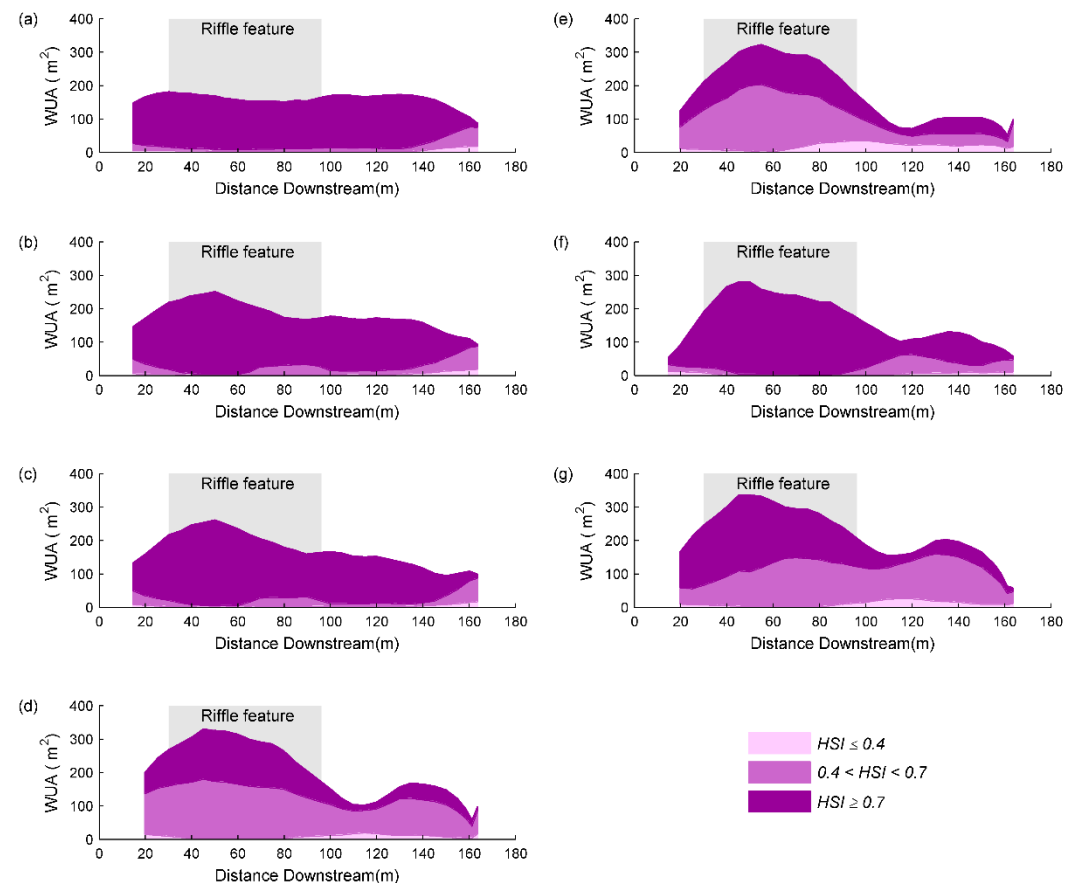 (a)
Riffle feature
400
300
200
100
0
WUA ( m²)
0 20 40 60 80 100 120 140 160 180
Distance Downstream(m)
(b)
Riffle feature
400
300
200
100
0
WUA ( m²)
0 20 40 60 80 100 120 140 160 180
Distance Downstream(m)
(c)
Riffle feature
400
300
200
100
0
WUA ( m²)
0 20 40 60 80 100 120 140 160 180
Distance Downstream(m)
(d)
Riffle feature
400
300
200
100
0
WUA ( m²)
0 20 40 60 80 100 120 140 160 180
Distance Downstream(m)
(e)
Riffle feature
400
300
200
100
0
WUA ( m²)
0 20 40 60 80 100 120 140 160 180
Distance Downstream(m)
(f)
Riffle feature
400
300
200
100
0
WUA ( m²)
0 20 40 60 80 100 120 140 160 180
Distance Downstream(m)
(g)
Riffle feature
400
300
200
100
0
WUA ( m²)
0 20 40 60 80 100 120 140 160 180
Distance Downstream(m)
HSI ≤ 0.4
0.4 < HSI < 0.7
HSI ≥ 0.7